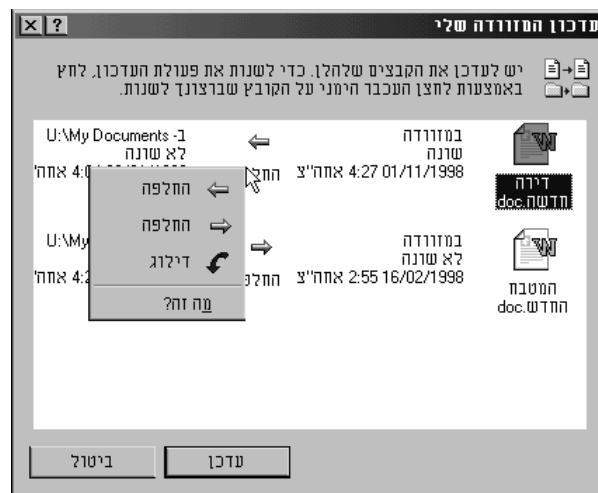 עדכון המזוודה שלי
יש לעדכן את הקבצים שלהלן. כדי לשנות את פעולת העדכון, לחץ
באמצעות לחצן העכבר הימני על הקובץ שברצונך לשנות.
דירה
חדשה.doc
במזוודה
שונה
01/11/1998 4:27 אחה''צ
ב- U:\My Documents
לא שונה
המטבח
החדש.doc
במזוודה
לא שונה
16/02/1998 2:55 אחה''צ
U:\My
החלפה
החלפה
דילוג
מה זה?
עדכן
ביטול